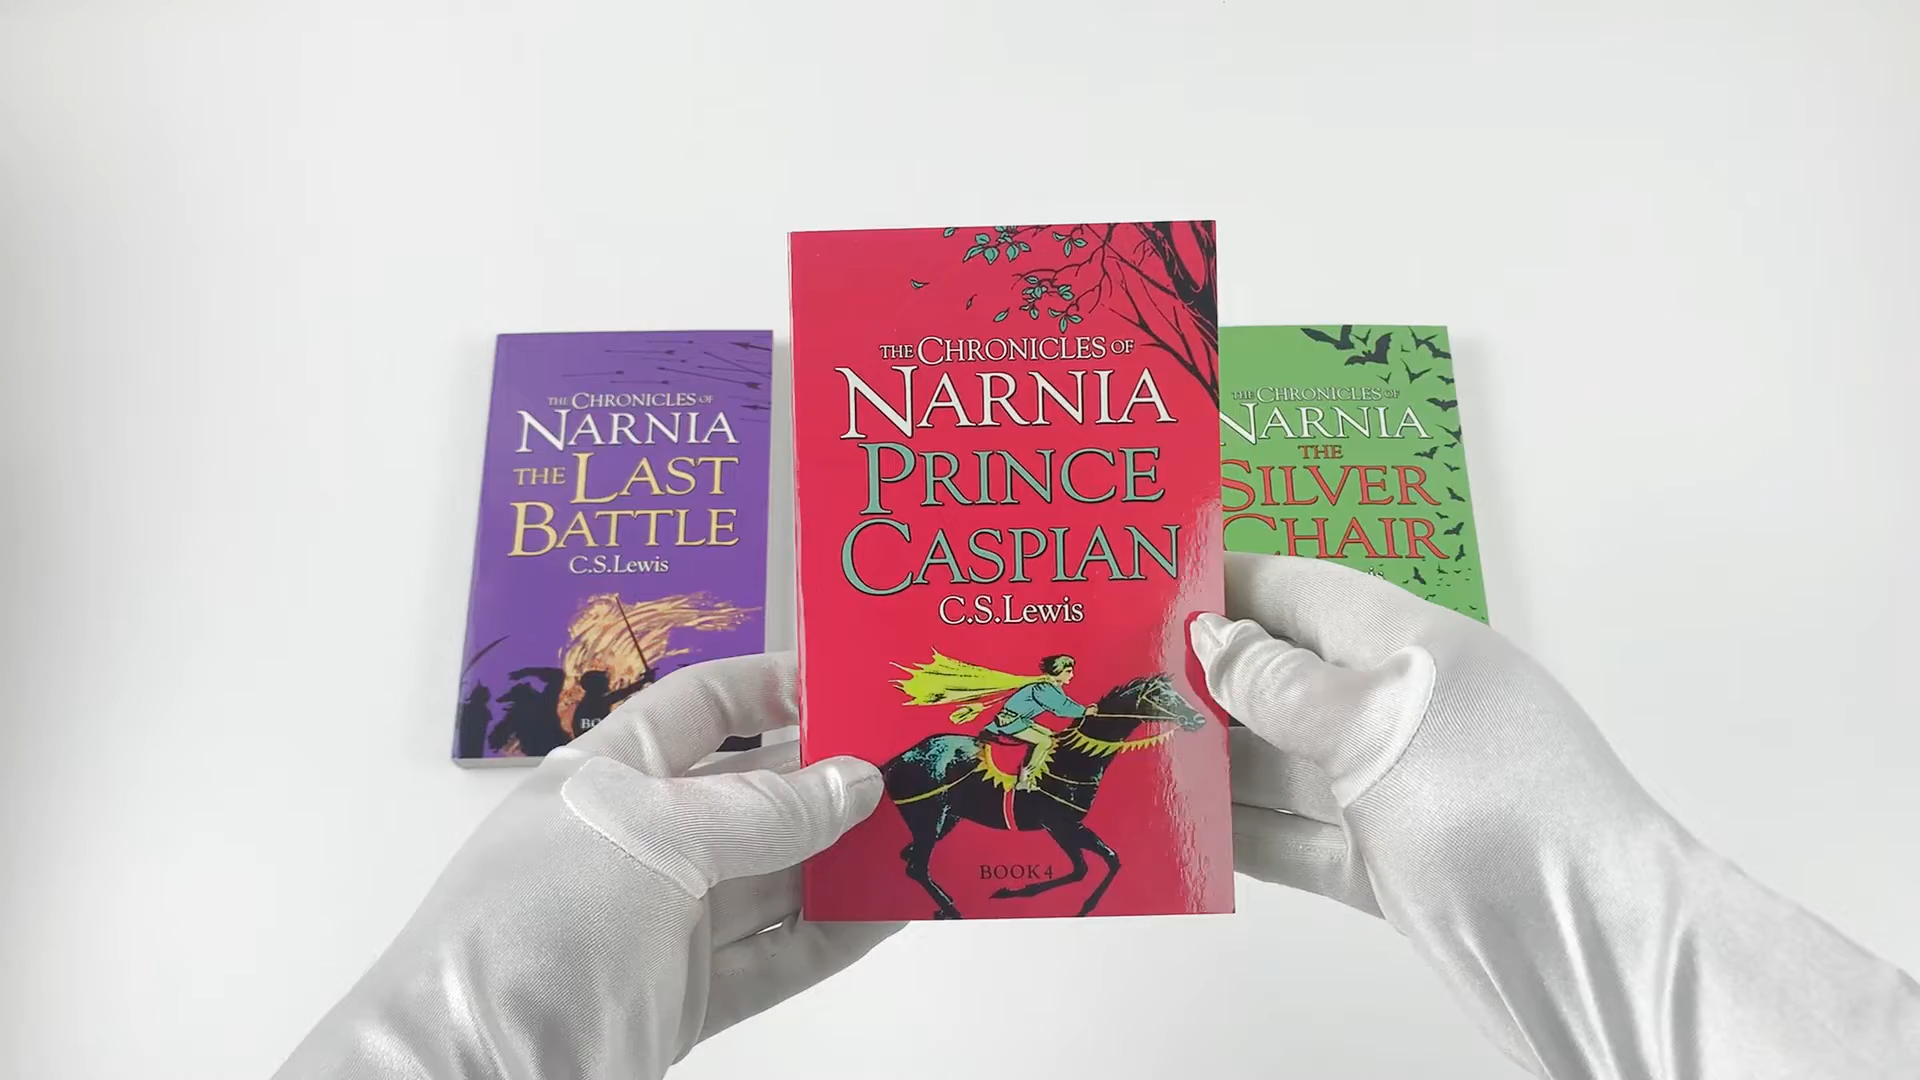 THE CHRONICLES OF
NARNIA
THE LAST
BATTLE
C.S.Lewis
THE CHRONICLES OF
NARNIA
PRINCE
CASPIAN
C.S.Lewis
BOOK 4
THE CHRONICLES OF
NARNIA
THE
SILVER
CHAIR